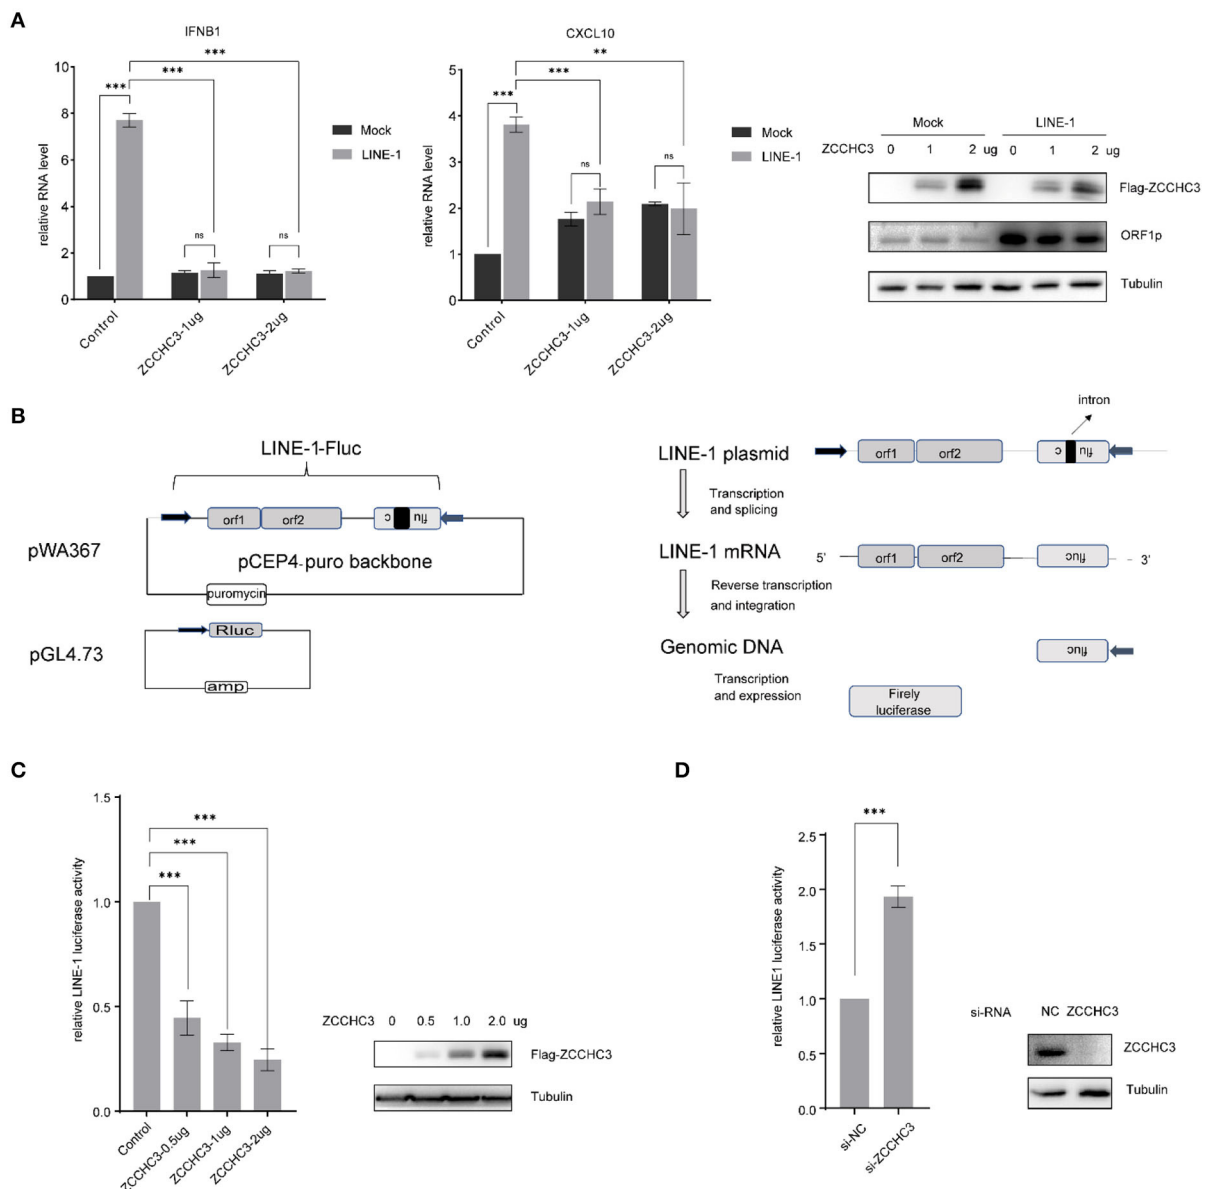 A
IFNB1
relative RNA level
10
8
6
4
2
0
***
***
***
ns
ns
Control
ZCCHC3-1ug
ZCCHC3-2ug
Mock
LINE-1
CXCL10
relative RNA level
5
4
3
2
1
0
**
***
***
ns
ns
Control
ZCCHC3-1ug
ZCCHC3-2ug
Mock
LINE-1
Mock LINE-1
ZCCHC3 0 1 2 ug 0 1 2 ug
Flag-ZCCHC3
ORF1p
Tubulin
B
LINE-1-Fluc
pWA367
orf1 orf2 fluc
pCEP4-puro backbone
puromycin
pGL4.73
Rluc
amp
intron
LINE-1 plasmid
orf1 orf2 fluc
Transcription
and splicing
LINE-1 mRNA
5' orf1 orf2 fluc 3'
Reverse transcription
and integration
Genomic DNA
fluc
Transcription
and expression
Firely
luciferase
C
relative LINE-1 luciferase activity
1.5
1.0
0.5
0.0
***
***
***
Control
ZCCHC3-0.5ug
ZCCHC3-1ug
ZCCHC3-2ug
ZCCHC3 0 0.5 1.0 2.0 ug
Flag-ZCCHC3
Tubulin
D
relative LINE1 luciferase activity
2.5
2.0
1.5
1.0
0.5
0.0
***
si-NC
si-ZCCHC3
si-RNA NC ZCCHC3
ZCCHC3
Tubulin